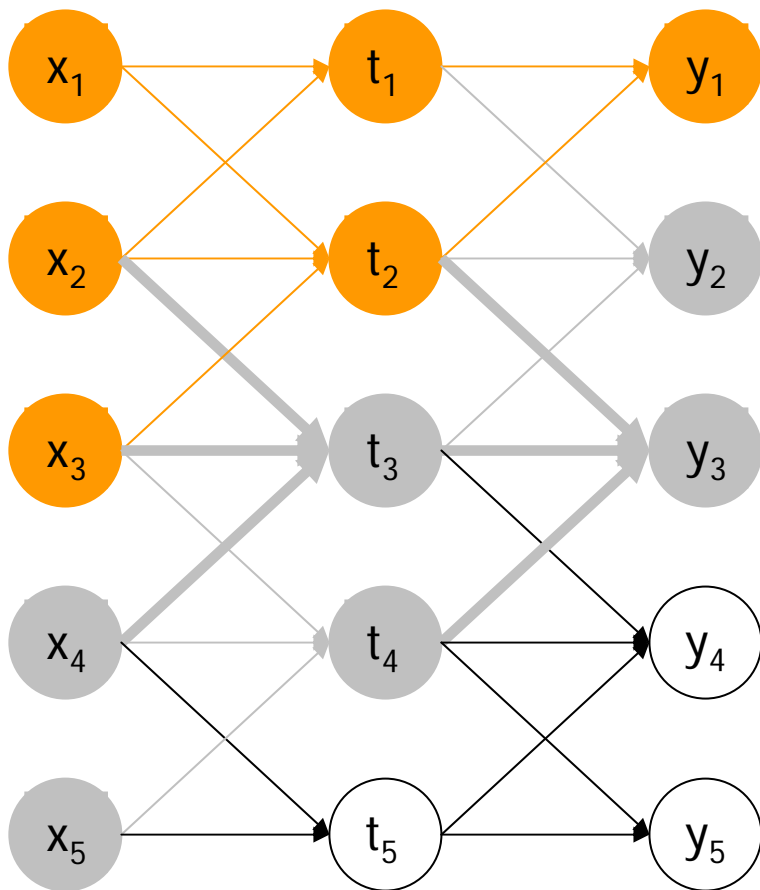 x₁ t₁ y₁
x₂ t₂ y₂
x₃ t₃ y₃
x₄ t₄ y₄
x₅ t₅ y₅